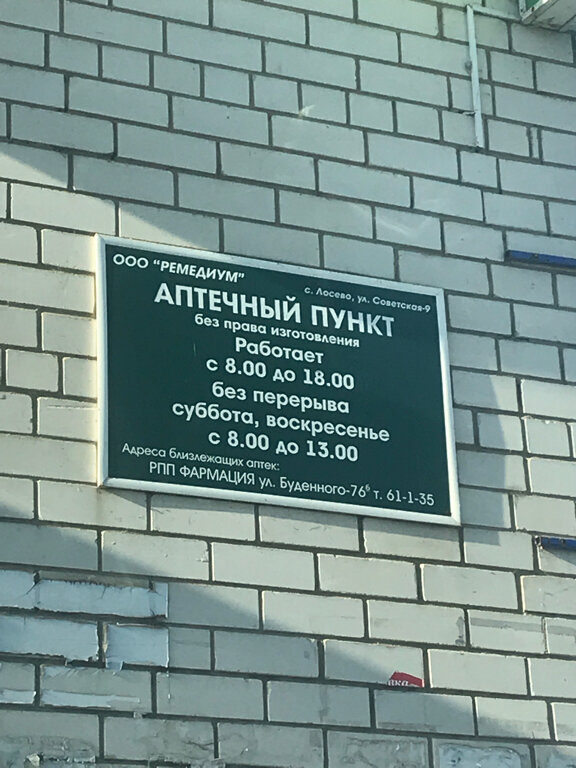 ООО "РЕМЕДИУМ"
с. Лосево, ул. Советская-9
АПТЕЧНЫЙ ПУНКТ
без права изготовления
Работает
с 8.00 до 18.00
без перерыва
суббота, воскресенье
с 8.00 до 13.00
Адреса близлежащих аптек:
РПП ФАРМАЦИЯ ул. Буденного-76б т. 61-1-35